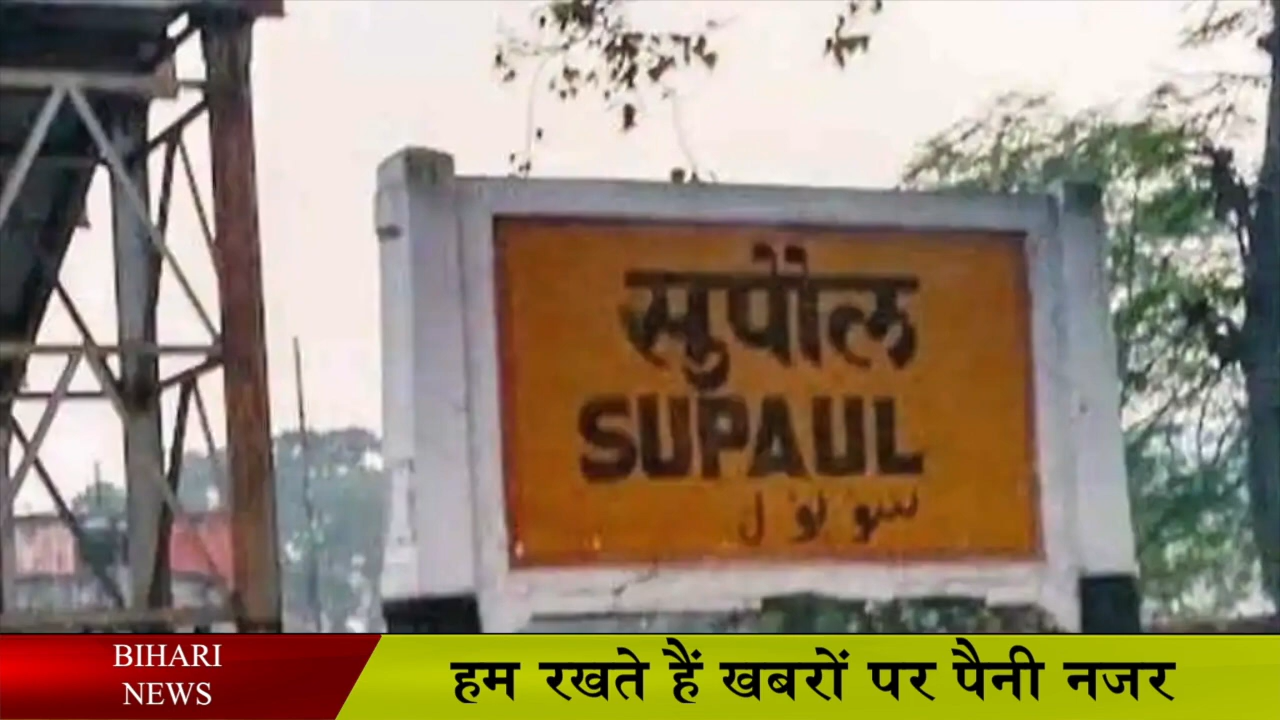 सुपौल
SUPAUL
سوپول
BIHARI
NEWS
हम रखते हैं खबरों पर पैनी नजर